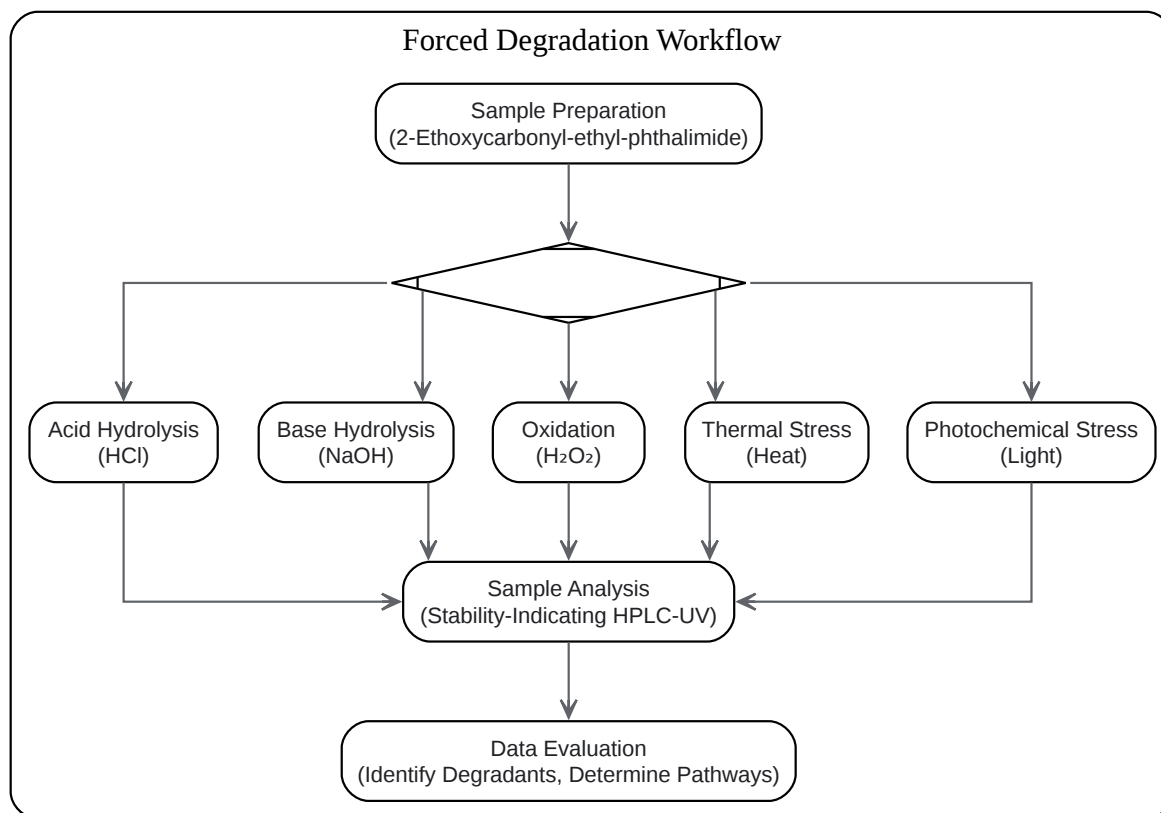 Forced Degradation Workflow
Sample Preparation
(2-Ethoxycarbonyl-ethyl-phthalimide)
Acid Hydrolysis
(HCl)
Base Hydrolysis
(NaOH)
Oxidation
(H₂O₂)
Thermal Stress
(Heat)
Photochemical Stress
(Light)
Sample Analysis
(Stability-Indicating HPLC-UV)
Data Evaluation
(Identify Degradants, Determine Pathways)